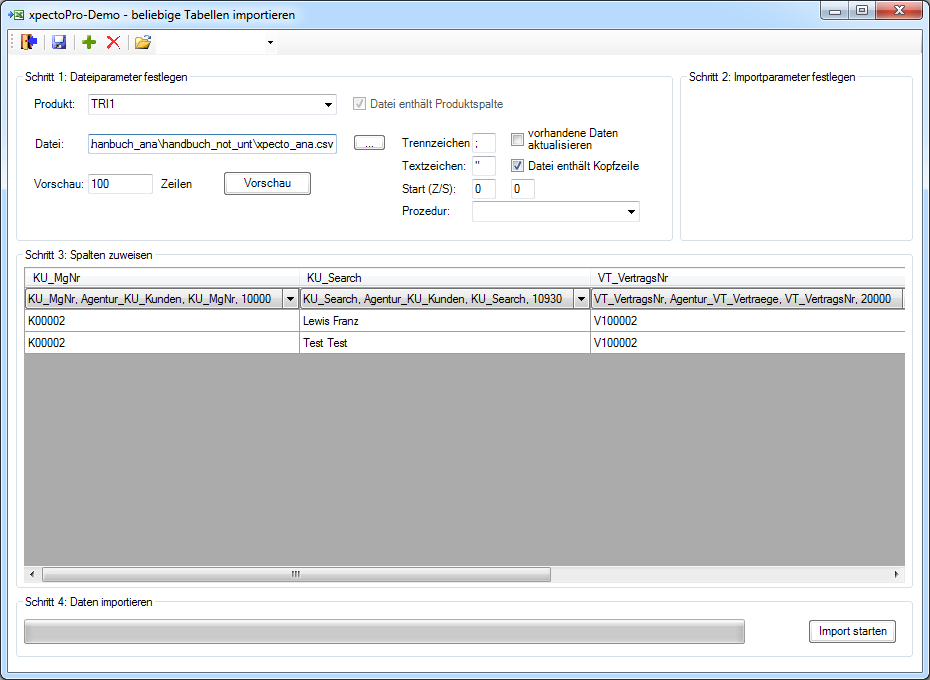 xpectoPro-Demo - beliebige Tabellen importieren
Schritt 1: Dateiparameter festlegen
Schritt 2: Importparameter festlegen
Produkt: TRI1 Datei enthält Produktspalte
Datei: hanbuch_ana\handbuch_not_unt\xpecto_ana.csv ... Trennzeichen ; vorhandene Daten
aktualisieren
Textzeichen: " Datei enthält Kopfzeile
Vorschau: 100 Zeilen Vorschau Start (Z/S): 0 0
Prozedur:
Schritt 3: Spalten zuweisen
KU_MgNr KU_Search VT_VertragsNr
KU_MgNr, Agentur_KU_Kunden, KU_MgNr, 10000 KU_Search, Agentur_KU_Kunden, KU_Search, 10930 VT_VertragsNr, Agentur_VT_Vertraege, VT_VertragsNr, 20000
K00002 Lewis Franz V100002
K00002 Test Test V100002
Schritt 4: Daten importieren
Import starten